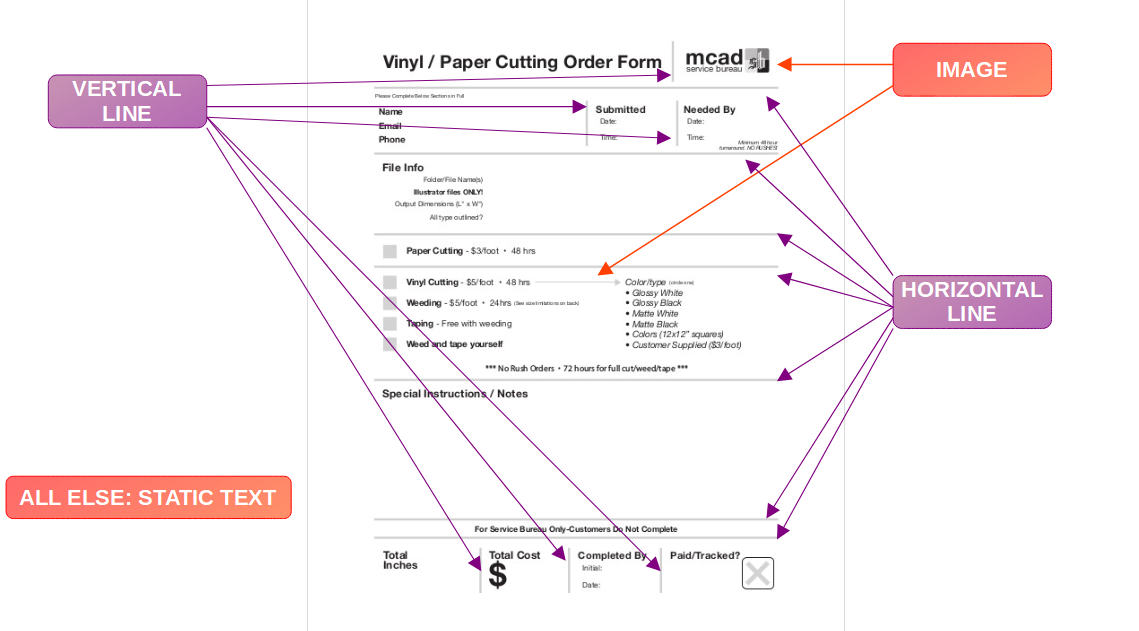 VERTICAL
LINE
IMAGE
HORIZONTAL
LINE
ALL ELSE: STATIC TEXT
Vinyl / Paper Cutting Order Form
mcad
service bureau
Please Complete Below Sections in Full
Name
Email
Phone
Submitted
Date:
Time:
Needed By
Date:
Time:
Minimum 48 hour
turnaround. NO RUSHES!
File Info
Folder/File Name(s)
Illustrator files ONLY!
Output Dimensions (L" x W")
All type outlined?
Paper Cutting - $3/foot • 48 hrs
Vinyl Cutting - $5/foot • 48 hrs
Weeding - $5/foot • 24hrs (See size limitations on back)
Taping - Free with weeding
Weed and tape yourself
Color/type (circle one)
• Glossy White
• Glossy Black
• Matte White
• Matte Black
• Colors (12x12" squares)
• Customer Supplied ($3/foot)
*** No Rush Orders • 72 hours for full cut/weed/tape ***
Special Instructions / Notes
For Service Bureau Only-Customers Do Not Complete
Total
Inches
Total Cost
$
Completed By
Initial:
Date:
Paid/Tracked?